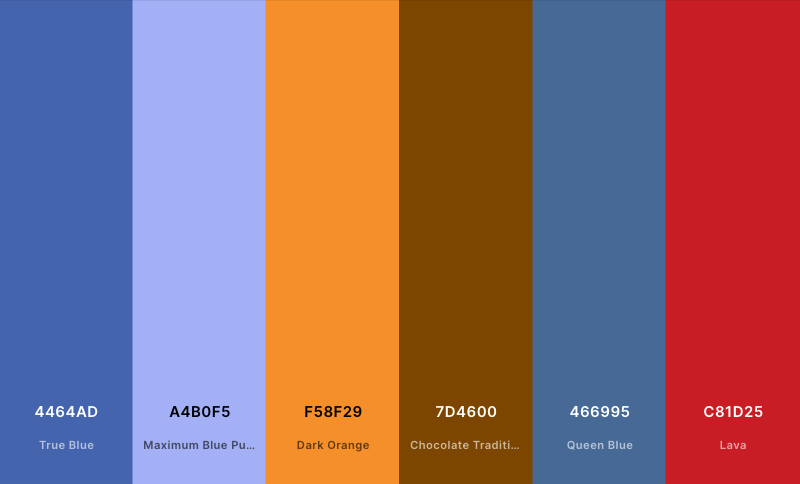 4464AD
True Blue
A4B0F5
Maximum Blue Pu...
F58F29
Dark Orange
7D4600
Chocolate Traditi...
466995
Queen Blue
C81D25
Lava